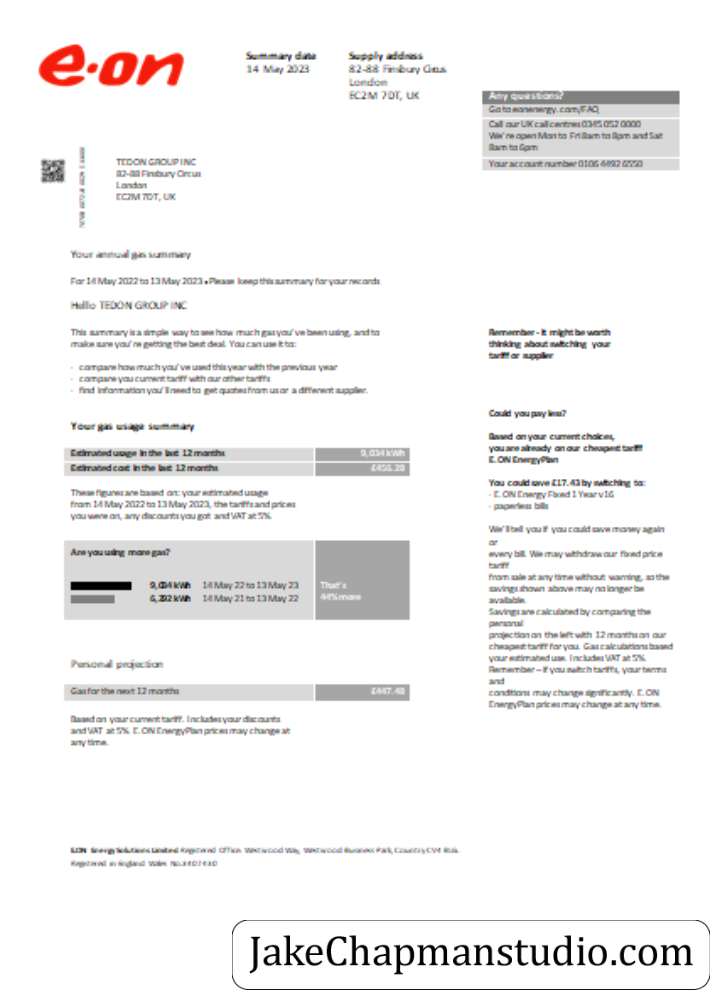 e·on
Summary date
14 May 2023
Supply address
82-88 Finsbury Circus
London
EC2M 7DT, UK
Any questions?
Go to eonenergy.com/FAQ
Call our UK call centres 0345 052 0000
We're open Mon to Fri 8am to 8pm and Sat
8am to 6pm
Your account number 0106 4492 6550
TEDON GROUP INC
82-88 Finsbury Circus
London
EC2M 7DT, UK
Your annual gas summary
For 14 May 2022 to 13 May 2023 • Please keep this summary for your records
Hello TEDON GROUP INC
This summary is a simple way to see how much gas you've been using, and to
make sure you're getting the best deal. You can use it to:
- compare how much you've used this year with the previous year
- compare you current tariff with our other tariffs
- find information you'll need to get quotes from us or a different supplier.
Your gas usage summary
Estimated usage in the last 12 months 9,034 kWh
Estimated cost in the last 12 months
These figures are based on: your estimated usage
from 14 May 2022 to 13 May 2023, the tariffs and prices
you were on, any discounts you got and VAT at 5%.
Are you using more gas?
9,034 kWh 14 May 22 to 13 May 23
6,292 kWh 14 May 21 to 13 May 22
That's
44% more
Personal projection
Gas for the next 12 months £447.48
Based on your current tariff. Includes your discounts
and VAT at 5%. E.ON EnergyPlan prices may change at
any time.
Remember - it might be worth
thinking about switching your
tariff or supplier
Could you pay less?
Based on your current choices,
you are already on our cheapest tariff
E.ON EnergyPlan
You could save £17.43 by switching to:
- E.ON Energy Fixed 1 Year v16
- paperless bills
We'll tell you if you could save money again
or
every bill. We may withdraw our fixed price
tariff
from sale at any time without warning, so the
savings shown above may no longer be
available.
Savings are calculated by comparing the
personal
projection on the left with 12 months on our
cheapest tariff for you. Gas calculations based
your estimated use. Includes VAT at 5%.
Remember – if you switch tariffs, your terms
and
conditions may change significantly. E.ON
EnergyPlan prices may change at any time.
E.ON Energy Solutions Limited Registered Office: Westwood Way, Westwood Business Park, Country CV4 8LG.
Registered in England Wales No.3407430
JakeChapmanstudio.com